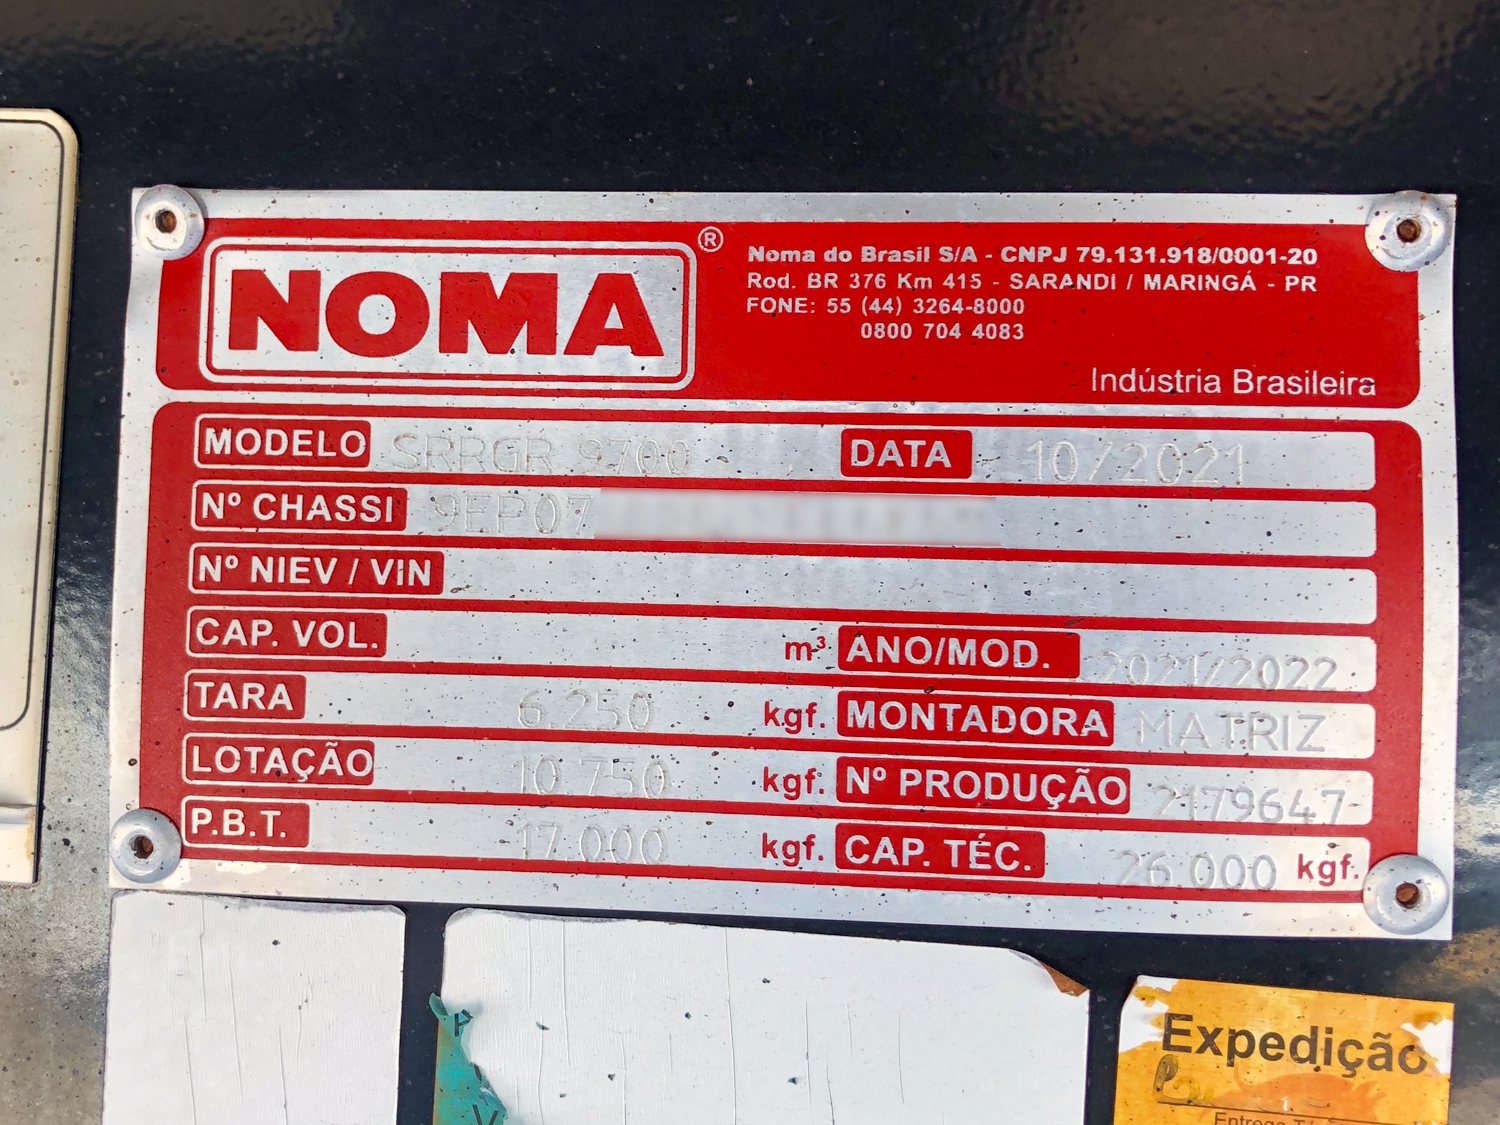 NOMA®
Noma do Brasil S/A - CNPJ 79.131.918/0001-20
Rod. BR 376 Km 415 - SARANDI / MARINGÁ - PR
FONE: 55 (44) 3264-8000
0800 704 4083
Indústria Brasileira
MODELO SRRGR 9700 DATA 10/2021
Nº CHASSI 9EP07
Nº NIEV / VIN
CAP. VOL. m³ ANO/MOD. 2021/2022
TARA 6.250 kgf. MONTADORA MATRIZ
LOTAÇÃO 10.750 kgf. Nº PRODUÇÃO 2179647
P.B.T. 17.000 kgf. CAP. TÉC. 26.000 kgf.
Expedição